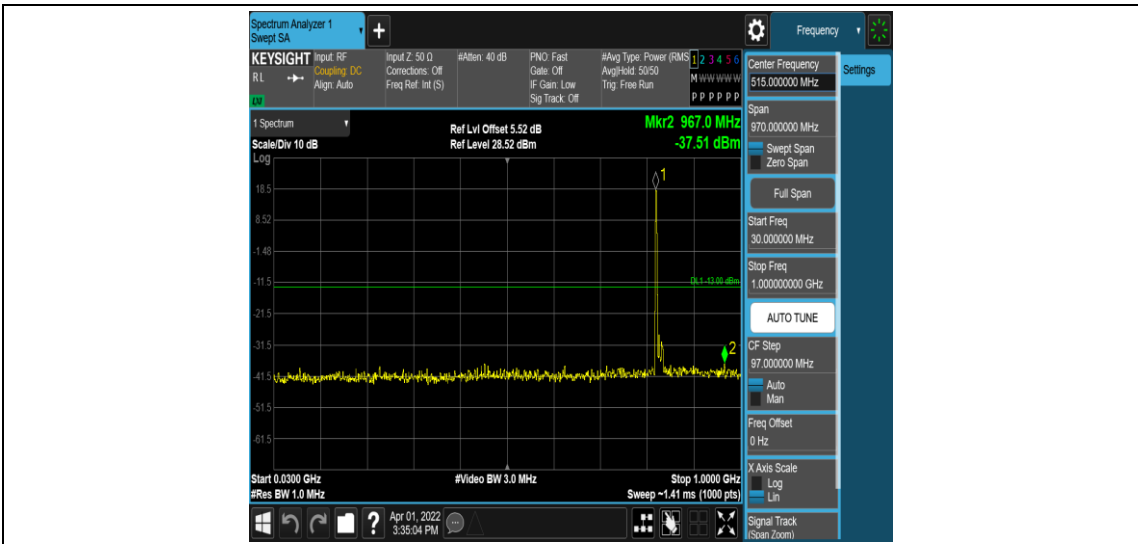 Spectrum Analyzer 1
Swept SA
+
Frequency
KEYSIGHT
RL
LXI
Input: RF
Coupling: DC
Align: Auto
Input Z: 50 Ω
Corrections: Off
Freq Ref: Int (S)
#Atten: 40 dB
PNO: Fast
Gate: Off
IF Gain: Low
Sig Track: Off
#Avg Type: Power (RMS
Avg|Hold: 50/50
Trig: Free Run
1 2 3 4 5 6
M W W W W W
P P P P P P
Center Frequency
515.000000 MHz
Settings
1 Spectrum
Scale/Div 10 dB
Ref Lvl Offset 5.52 dB
Ref Level 28.52 dBm
Mkr2 967.0 MHz
-37.51 dBm
Span
970.000000 MHz
Swept Span
Zero Span
Full Span
Start Freq
30.000000 MHz
Stop Freq
1.000000000 GHz
AUTO TUNE
CF Step
97.000000 MHz
Auto
Man
Freq Offset
0 Hz
X Axis Scale
Log
Lin
Signal Track
(Span Zoom)
Log
1
18.5
8.52
-1.48
-11.5
DL1 -13.00 dBm
-21.5
-31.5
2
-41.5
-51.5
-61.5
Start 0.0300 GHz
#Res BW 1.0 MHz
#Video BW 3.0 MHz
Stop 1.0000 GHz
Sweep ~1.41 ms (1000 pts)
?
Apr 01, 2022
3:35:04 PM